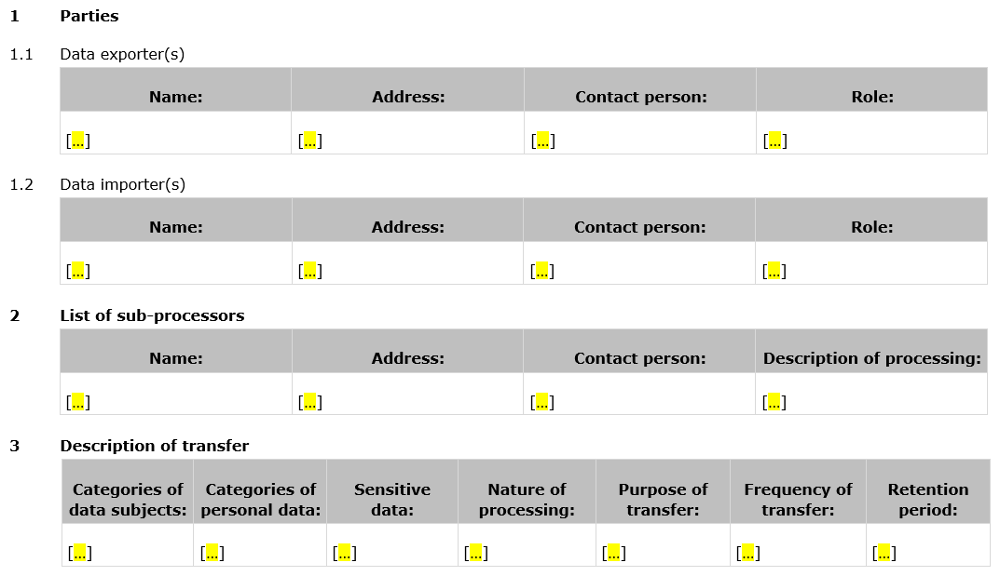 1 Parties
1.1 Data exporter(s)
Name: Address: Contact person: Role:
[...] [...] [...] [...]
1.2 Data importer(s)
Name: Address: Contact person: Role:
[...] [...] [...] [...]
2 List of sub-processors
Name: Address: Contact person: Description of processing:
[...] [...] [...] [...]
3 Description of transfer
Categories of data subjects: Categories of personal data: Sensitive data: Nature of processing: Purpose of transfer: Frequency of transfer: Retention period:
[...] [...] [...] [...] [...] [...] [...]